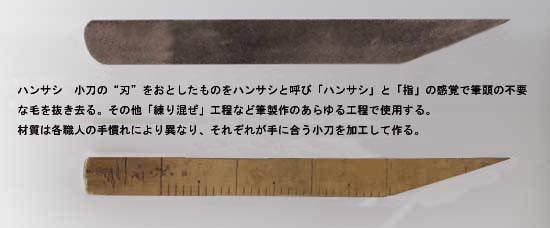 ハンサシ　小刀の“刃”をおとしたものをハンサシと呼び「ハンサシ」と「指」の感覚で筆頭の不要
な毛を抜き去る。その他「練り混ぜ」工程など筆製作のあらゆる工程で使用する。
材質は各職人の手慣れにより異なり、それぞれが手に合う小刀を加工して作る。